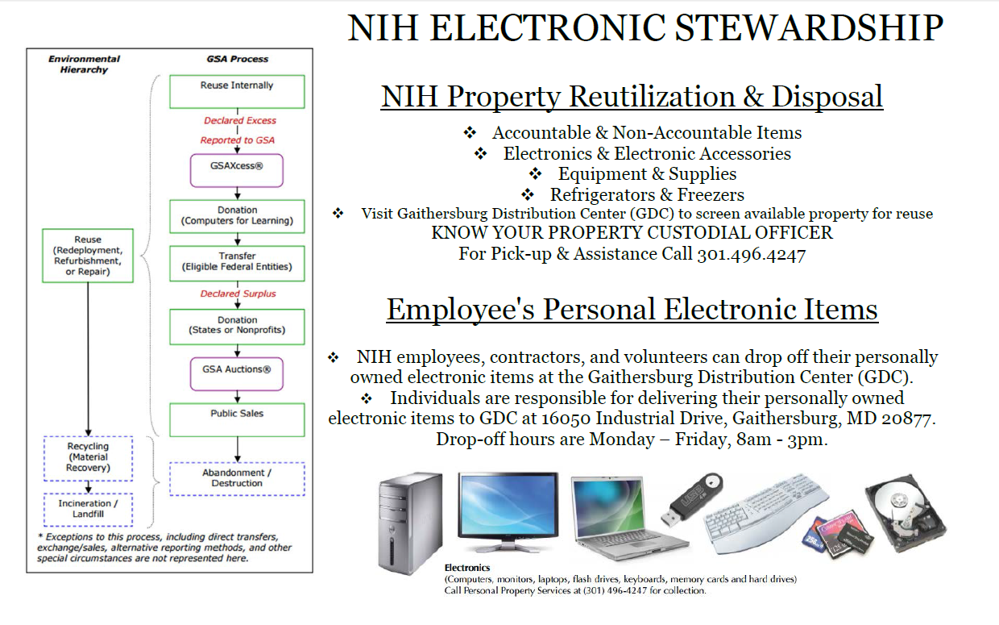 NIH ELECTRONIC STEWARDSHIP
Environmental
Hierarchy
GSA Process
Reuse Internally
Declared Excess
Reported to GSA
GSAXcess®
Donation
(Computers for Learning)
Transfer
(Eligible Federal Entities)
Declared Surplus
Donation
(States or Nonprofits)
GSA Auctions®
Public Sales
Abandonment /
Destruction
Reuse
(Redeployment,
Refurbishment,
or Repair)
Recycling
(Material
Recovery)
Incineration /
Landfill
* Exceptions to this process, including direct transfers,
exchange/sales, alternative reporting methods, and other
special circumstances are not represented here.
NIH Property Reutilization & Disposal
❖ Accountable & Non-Accountable Items
❖ Electronics & Electronic Accessories
❖ Equipment & Supplies
❖ Refrigerators & Freezers
❖ Visit Gaithersburg Distribution Center (GDC) to screen available property for reuse
KNOW YOUR PROPERTY CUSTODIAL OFFICER
For Pick-up & Assistance Call 301.496.4247
Employee's Personal Electronic Items
❖ NIH employees, contractors, and volunteers can drop off their personally
owned electronic items at the Gaithersburg Distribution Center (GDC).
❖ Individuals are responsible for delivering their personally owned
electronic items to GDC at 16050 Industrial Drive, Gaithersburg, MD 20877.
Drop-off hours are Monday – Friday, 8am - 3pm.
USB
Electronics
(Computers, monitors, laptops, flash drives, keyboards, memory cards and hard drives)
Call Personal Property Services at (301) 496-4247 for collection.